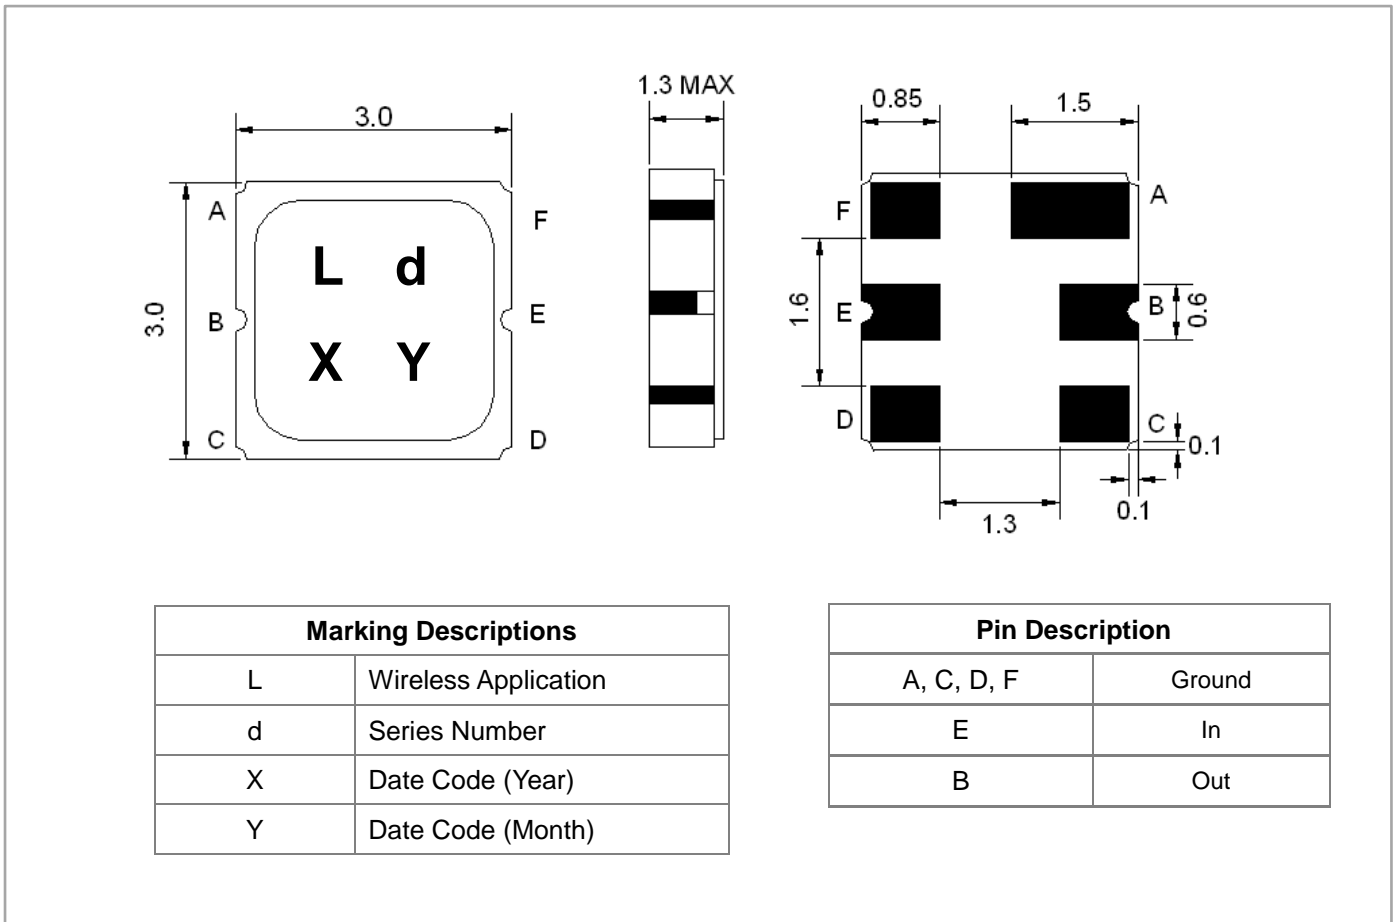 1.3 MAX
0.85
1.5
3.0
A
F
L d
B
E
3.0
X Y
C
D
F
A
1.6
E
B
0.6
D
C
0.1
0.1
1.3
Marking Descriptions
L Wireless Application
d Series Number
X Date Code (Year)
Y Date Code (Month)
Pin Description
A, C, D, F Ground
E In
B Out